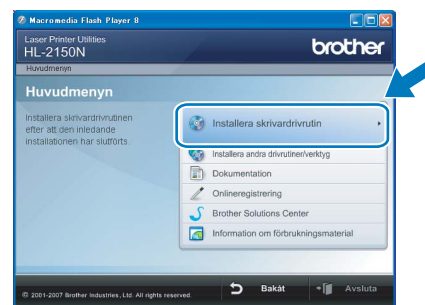 Macromedia Flash Player 8
Laser Printer Utilities
HL-2150N
brother
Huvudmenyn
Huvudmenyn
Installera skrivardrivrutinen
efter att den inledande
installationen har slutförts.
Installera skrivardrivrutin
Installera andra drivrutiner/verktyg
Dokumentation
Onlineregistrering
Brother Solutions Center
Information om förbrukningsmaterial
© 2001-2007 Brother Industries, Ltd. All rights reserved.
Bakåt
Avsluta